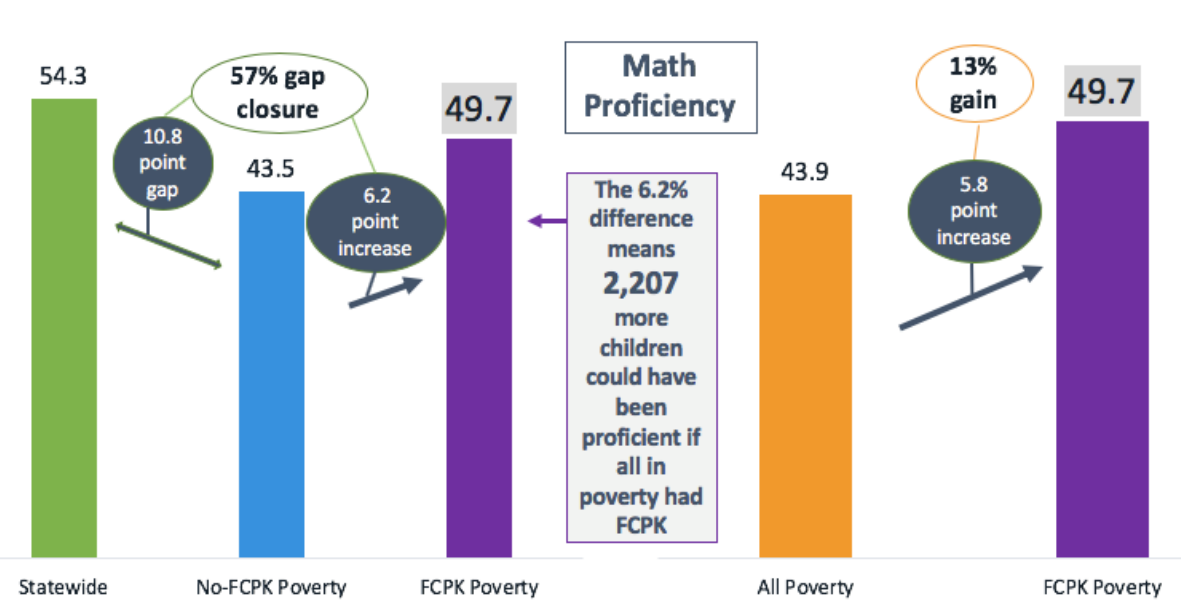 54.3
10.8
point
gap
57% gap
closure
43.5
6.2
point
increase
49.7
Math
Proficiency
The 6.2%
difference
means
2,207
more
children
could have
been
proficient if
all in
poverty had
FCPK
43.9
13%
gain
5.8
point
increase
49.7
Statewide
No-FCPK Poverty
FCPK Poverty
All Poverty
FCPK Poverty